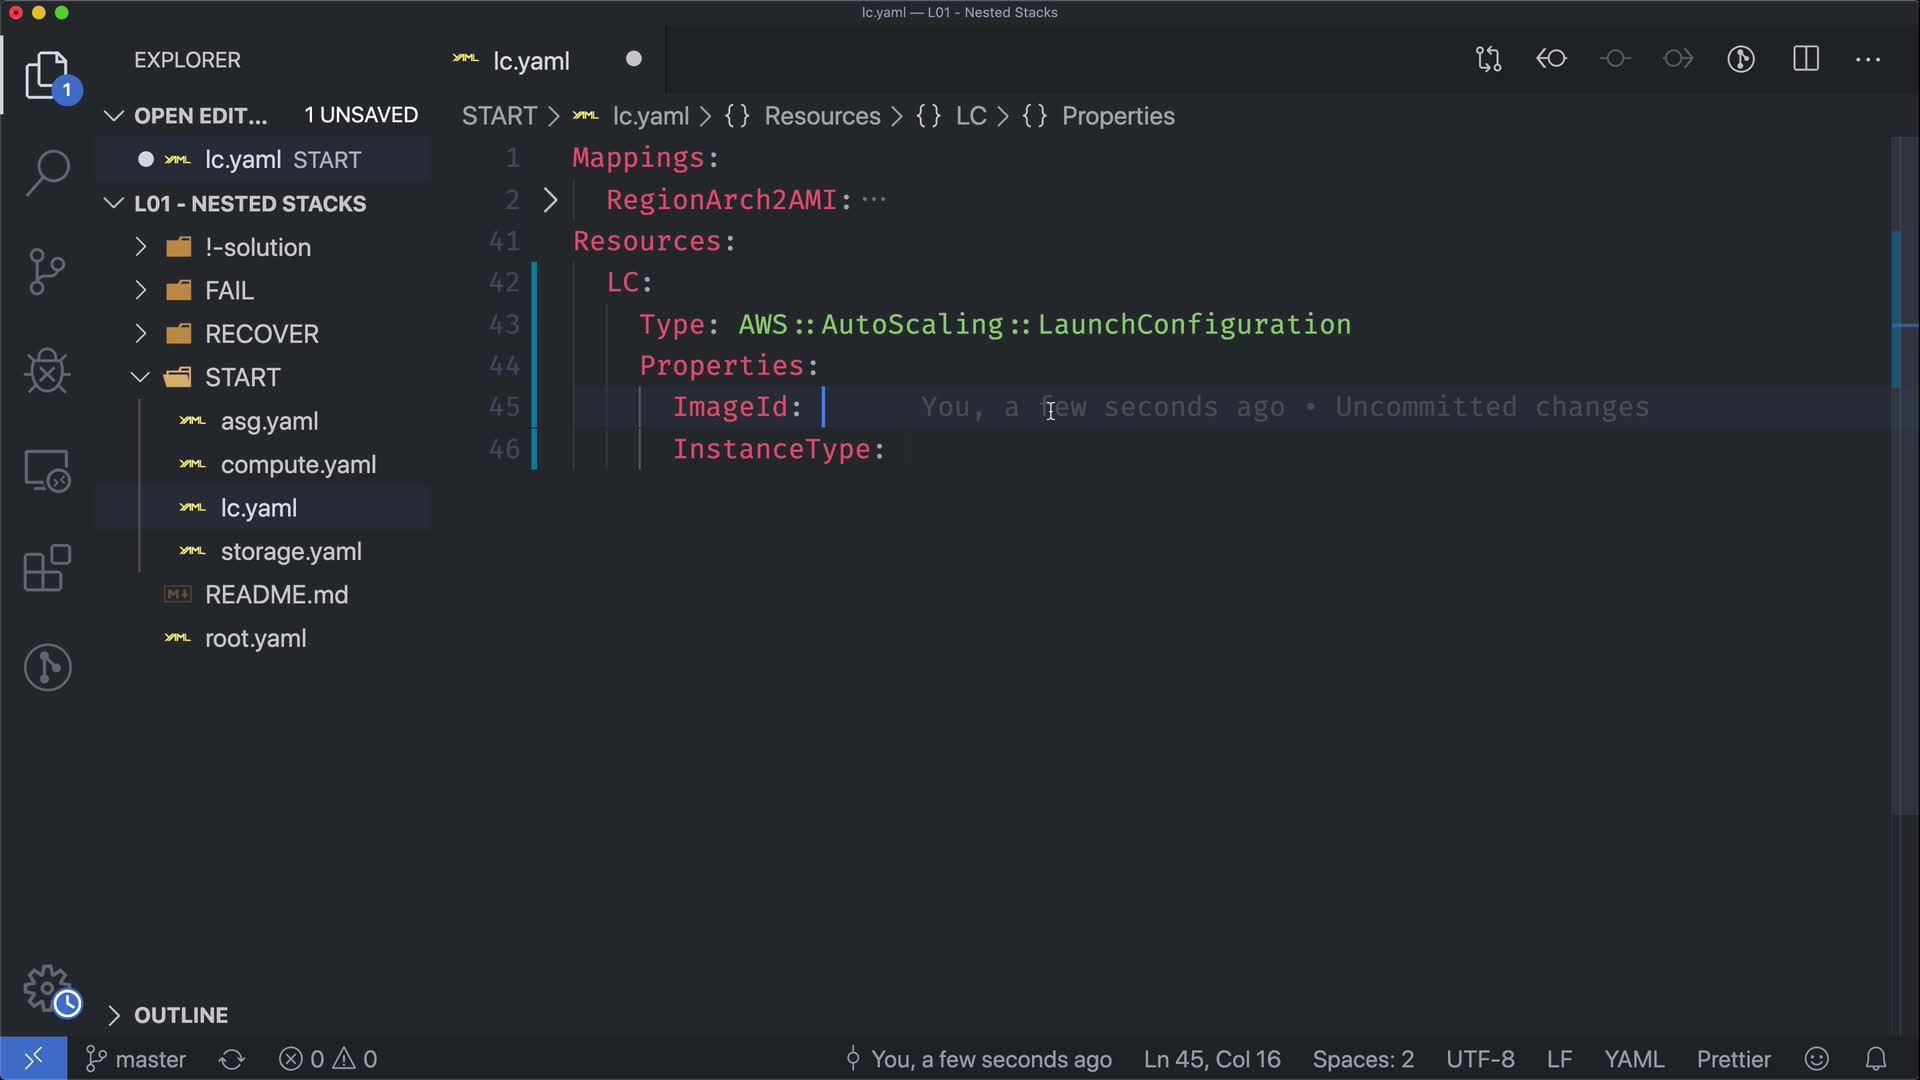 lc.yaml — L01 - Nested Stacks
EXPLORER
lc.yaml
1
OPEN EDIT... 1 UNSAVED
START > lc.yaml > {} Resources > {} LC > {} Properties
lc.yaml START
L01 - NESTED STACKS
!-solution
FAIL
RECOVER
START
asg.yaml
compute.yaml
lc.yaml
storage.yaml
README.md
root.yaml
OUTLINE
1 Mappings:
2 RegionArch2AMI: ···
41 Resources:
42 LC:
43 Type: AWS::AutoScaling::LaunchConfiguration
44 Properties:
45 ImageId: You, a few seconds ago • Uncommitted changes
46 InstanceType:
master 0 0 You, a few seconds ago Ln 45, Col 16 Spaces: 2 UTF-8 LF YAML Prettier